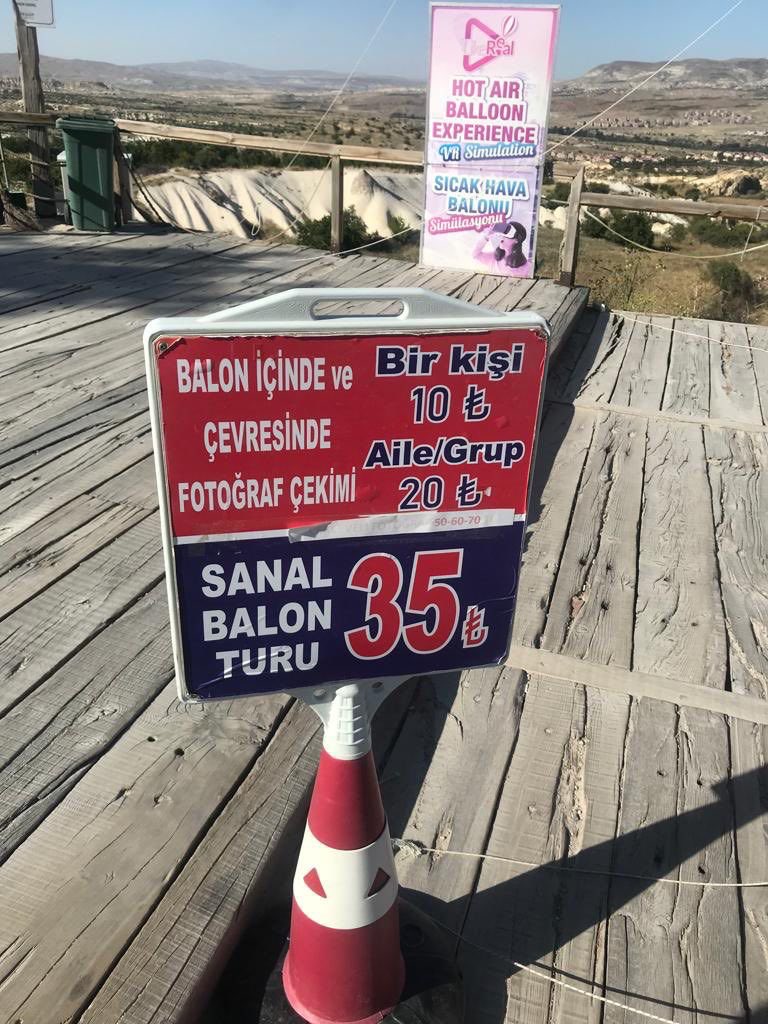 Real
HOT AIR
BALLOON
EXPERIENCE
VR Simulation
SICAK HAVA
BALONU
Simülasyonu
BALON İÇİNDE ve
ÇEVRESİNDE
FOTOĞRAF ÇEKİMİ
Bir kişi
10 ₺
Aile/Grup
20 ₺
50-60-70
SANAL
BALON
TURU
35 ₺